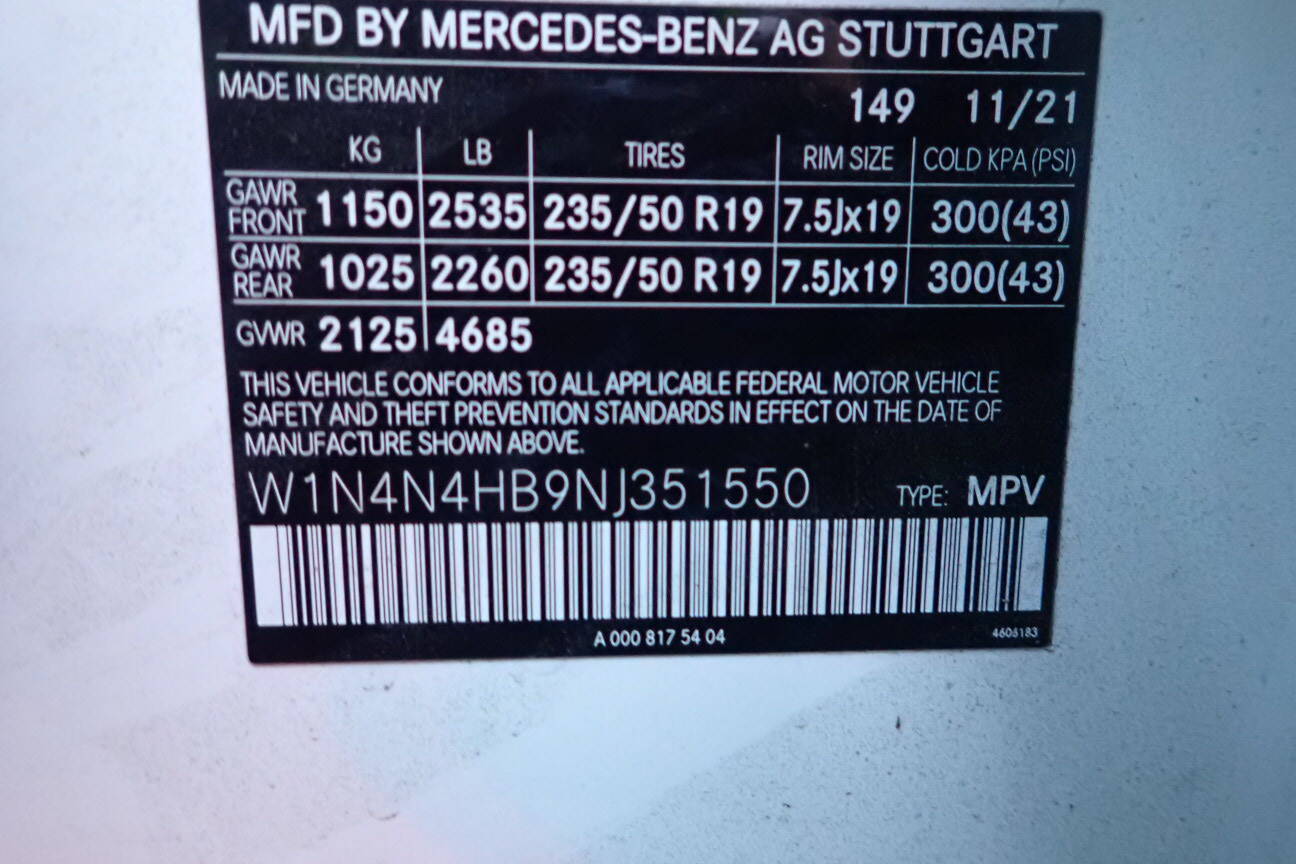 MFD BY MERCEDES-BENZ AG STUTTGART
MADE IN GERMANY
149 11/21
KG LB TIRES RIM SIZE COLD KPA (PSI)
GAWR FRONT 1150 2535 235/50 R19 7.5Jx19 300(43)
GAWR REAR 1025 2260 235/50 R19 7.5Jx19 300(43)
GVWR 2125 4685
THIS VEHICLE CONFORMS TO ALL APPLICABLE FEDERAL MOTOR VEHICLE
SAFETY AND THEFT PREVENTION STANDARDS IN EFFECT ON THE DATE OF
MANUFACTURE SHOWN ABOVE.
W1N4N4HB9NJ351550 TYPE: MPV
A 000 817 54 04 4606183